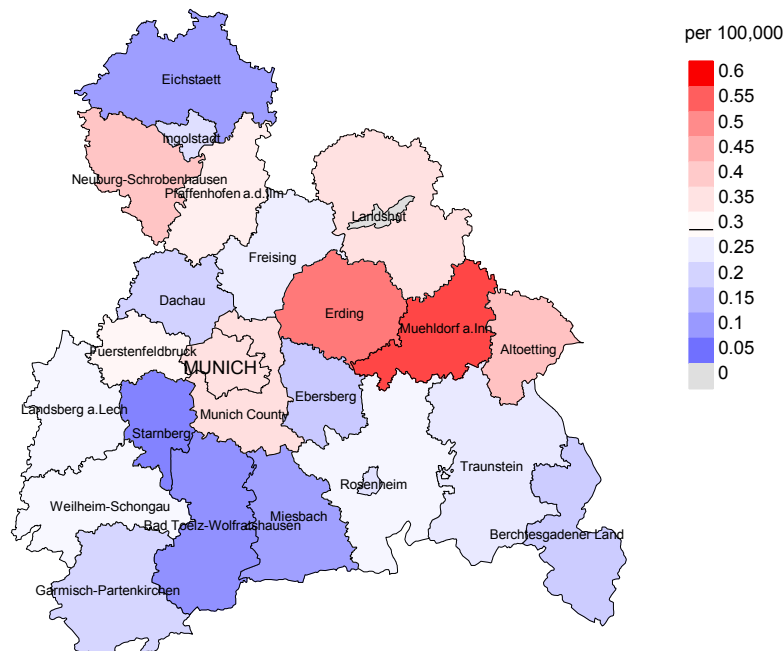 per 100,000
0.6
0.55
0.5
0.45
0.4
0.35
0.3
0.25
0.2
0.15
0.1
0.05
0
Eichstaett
Ingolstadt
Neuburg-Schrobenhausen
Pfaffenhofen a.d.Ilm
Landshut
Freising
Dachau
Erding
Muehldorf a.Inn
Altoetting
Fuerstenfeldbruck
MUNICH
Ebersberg
Landsberg a.Lech
Munich County
Starnberg
Traunstein
Rosenheim
Weilheim-Schongau
Miesbach
Bad Toelz-Wolfratshausen
Berchtesgadener Land
Garmisch-Partenkirchen